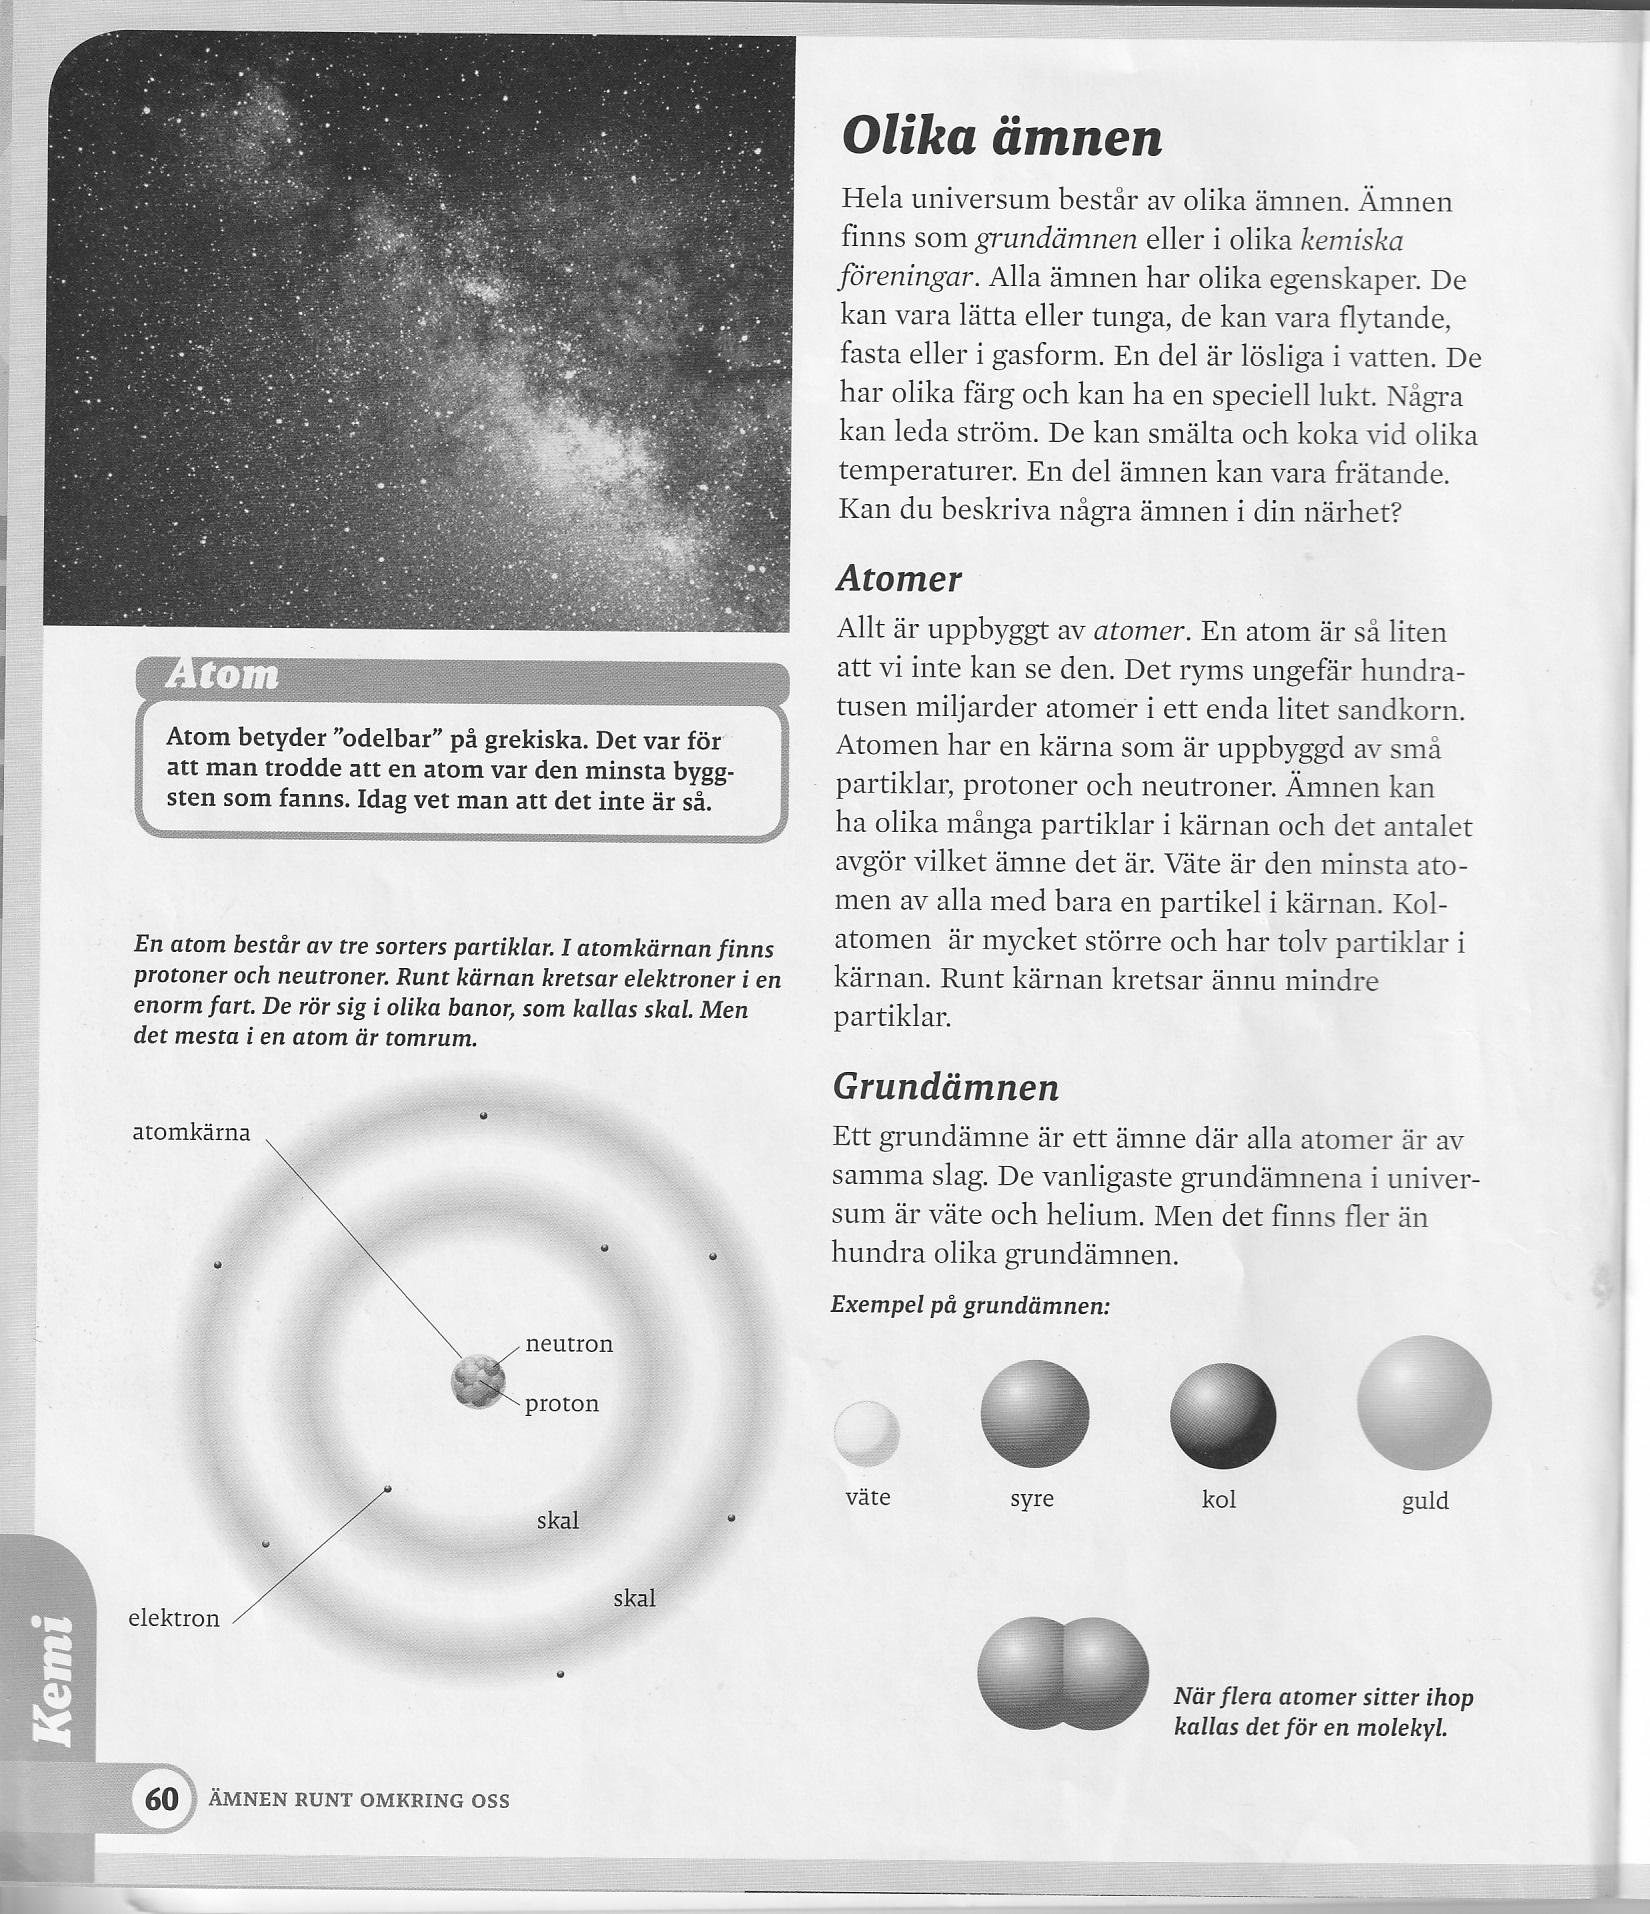 Olika ämnen
Hela universum består av olika ämnen. Ämnen
finns som grundämnen eller i olika kemiska
föreningar. Alla ämnen har olika egenskaper. De
kan vara lätta eller tunga, de kan vara flytande,
fasta eller i gasform. En del är lösliga i vatten. De
har olika färg och kan ha en speciell lukt. Några
kan leda ström. De kan smälta och koka vid olika
temperaturer. En del ämnen kan vara frätande.
Kan du beskriva några ämnen i din närhet?
Atomer
Allt är uppbyggt av atomer. En atom är så liten
att vi inte kan se den. Det ryms ungefär hundra-
tusen miljarder atomer i ett enda litet sandkorn.
Atomen har en kärna som är uppbyggd av små
partiklar, protoner och neutroner. Ämnen kan
ha olika många partiklar i kärnan och det antalet
avgör vilket ämne det är. Väte är den minsta ato-
men av alla med bara en partikel i kärnan. Kol-
atomen är mycket större och har tolv partiklar i
kärnan. Runt kärnan kretsar ännu mindre
partiklar.
Grundämnen
Ett grundämne är ett ämne där alla atomer är av
samma slag. De vanligaste grundämnena i univer-
sum är väte och helium. Men det finns fler än
hundra olika grundämnen.
Exempel på grundämnen:
väte
syre
kol
guld
När flera atomer sitter ihop
kallas det för en molekyl.
Atom
Atom betyder ”odelbar” på grekiska. Det var för
att man trodde att en atom var den minsta bygg-
sten som fanns. Idag vet man att det inte är så.
En atom består av tre sorters partiklar. I atomkärnan finns
protoner och neutroner. Runt kärnan kretsar elektroner i en
enorm fart. De rör sig i olika banor, som kallas skal. Men
det mesta i en atom är tomrum.
atomkärna
neutron
proton
skal
skal
elektron
Kemi
60 ÄMNEN RUNT OMKRING OSS